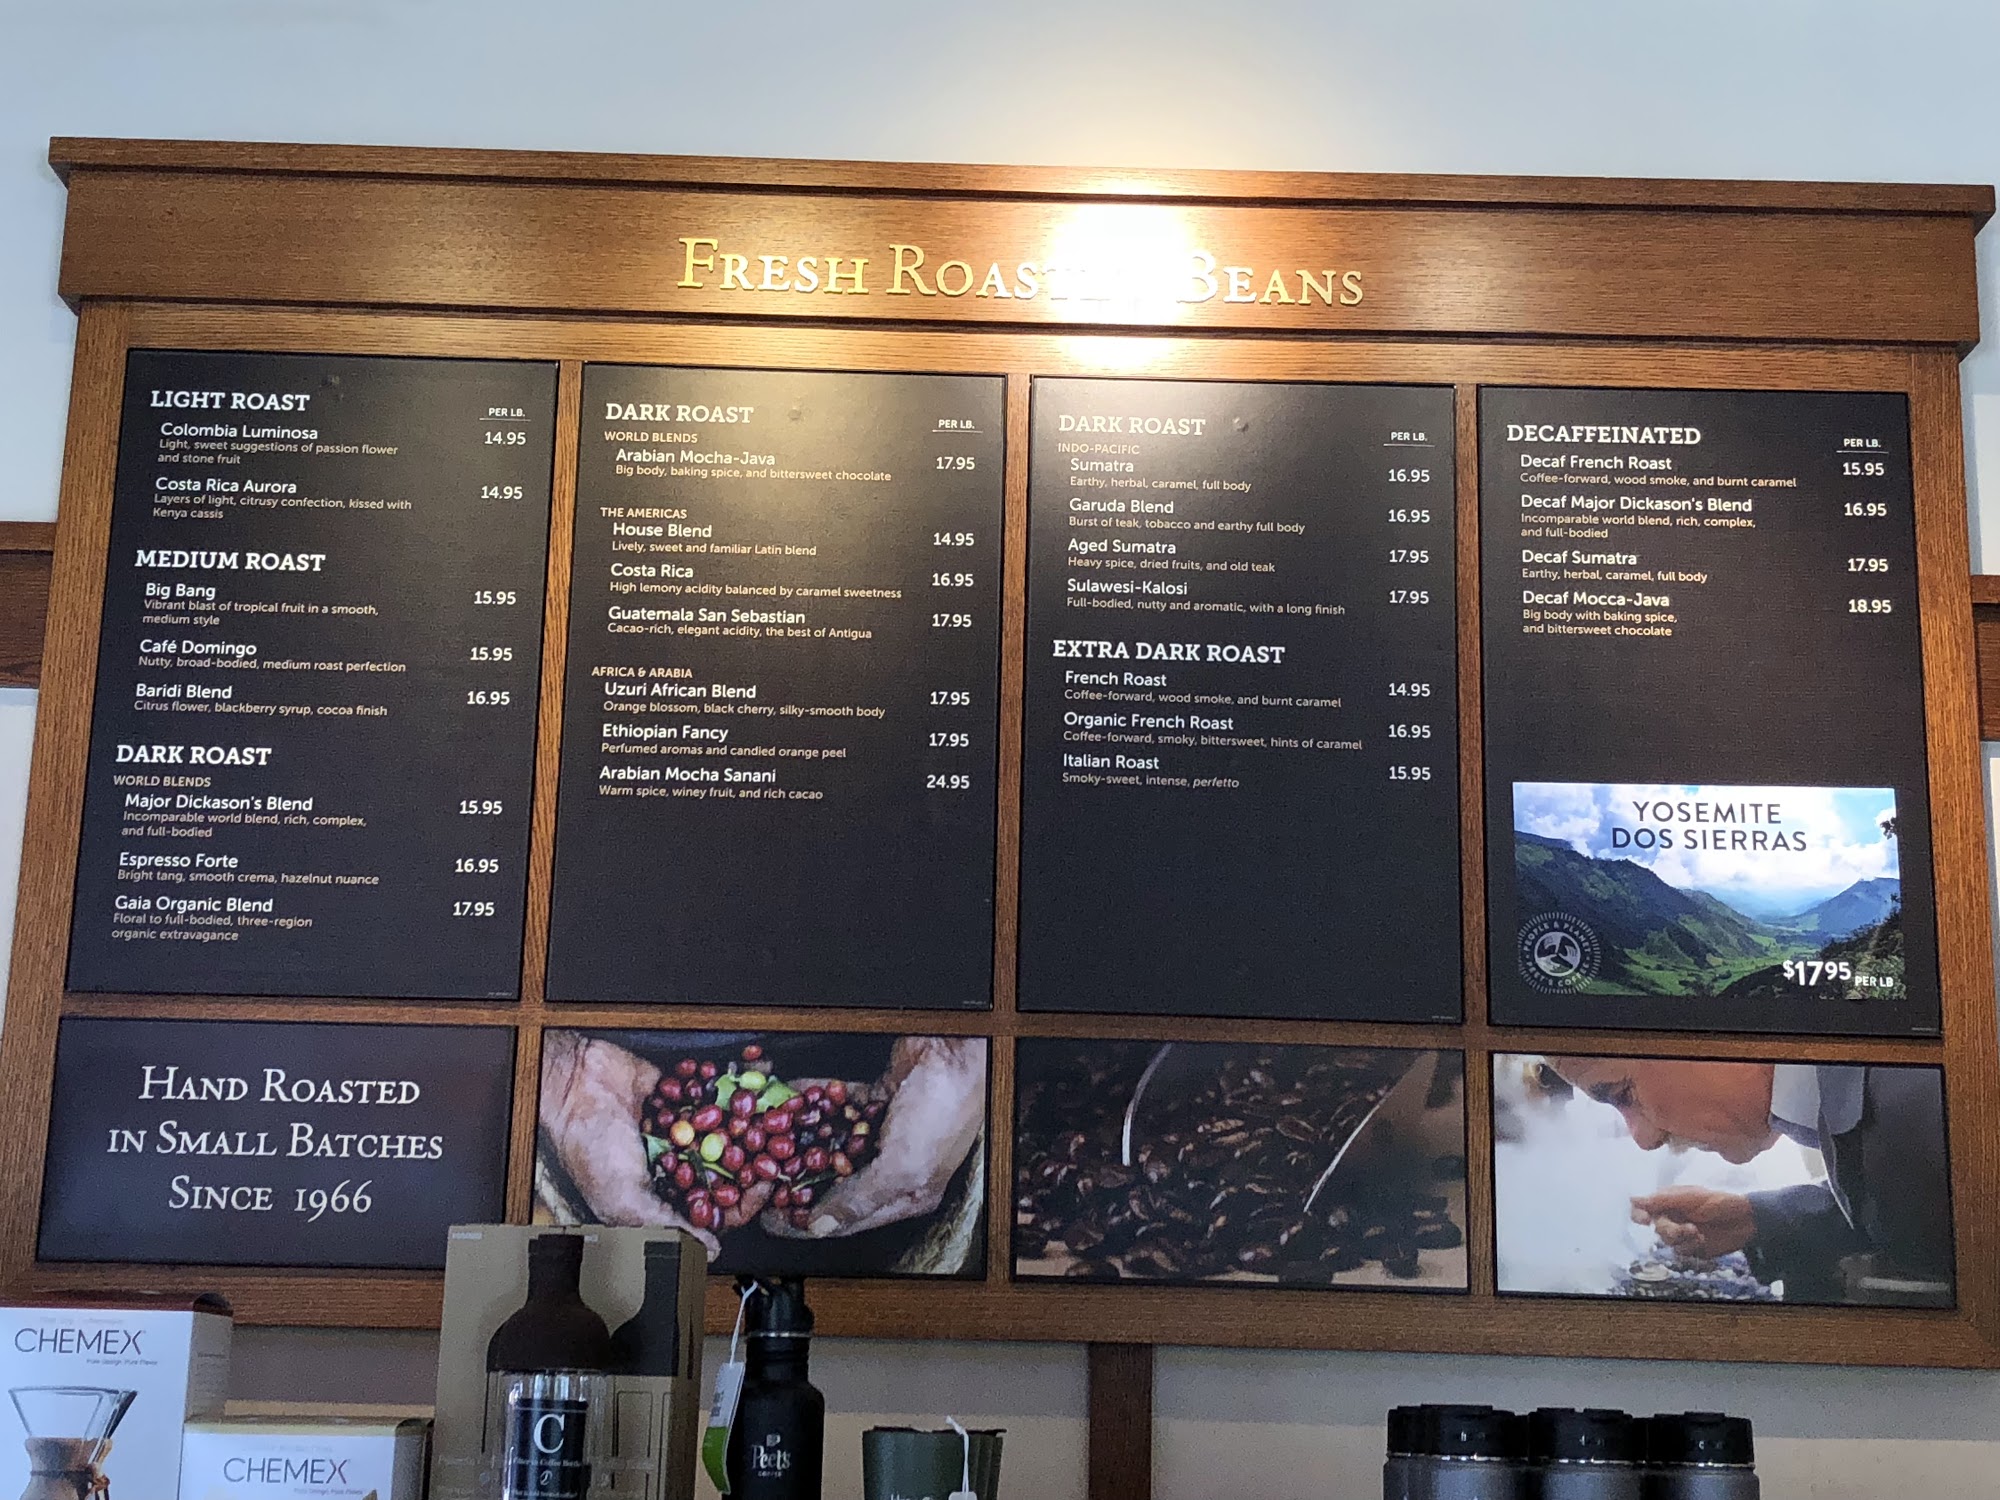 FRESH ROASTED BEANS
LIGHT ROAST
PER LB.
Colombia Luminosa 14.95
Light, sweet suggestions of passion flower
and stone fruit
Costa Rica Aurora 14.95
Layers of light, citrusy confection, kissed with
Kenya cassis
MEDIUM ROAST
Big Bang 15.95
Vibrant blast of tropical fruit in a smooth,
medium style
Café Domingo 15.95
Nutty, broad-bodied, medium roast perfection
Baridi Blend 16.95
Citrus flower, blackberry syrup, cocoa finish
DARK ROAST
WORLD BLENDS
Major Dickason's Blend 15.95
Incomparable world blend, rich, complex,
and full-bodied
Espresso Forte 16.95
Bright tang, smooth crema, hazelnut nuance
Gaia Organic Blend 17.95
Floral to full-bodied, three-region
organic extravagance
DARK ROAST
PER LB.
WORLD BLENDS
Arabian Mocha-Java 17.95
Big body, baking spice, and bittersweet chocolate
THE AMERICAS
House Blend 14.95
Lively, sweet and familiar Latin blend
Costa Rica 16.95
High lemony acidity balanced by caramel sweetness
Guatemala San Sebastian 17.95
Cacao-rich, elegant acidity, the best of Antigua
AFRICA & ARABIA
Uzuri African Blend 17.95
Orange blossom, black cherry, silky-smooth body
Ethiopian Fancy 17.95
Perfumed aromas and candied orange peel
Arabian Mocha Sanani 24.95
Warm spice, winey fruit, and rich cacao
DARK ROAST
PER LB.
INDO-PACIFIC
Sumatra 16.95
Earthy, herbal, caramel, full body
Garuda Blend 16.95
Burst of teak, tobacco and earthy full body
Aged Sumatra 17.95
Heavy spice, dried fruits, and old teak
Sulawesi-Kalosi 17.95
Full-bodied, nutty and aromatic, with a long finish
EXTRA DARK ROAST
French Roast 14.95
Coffee-forward, wood smoke, and burnt caramel
Organic French Roast 16.95
Coffee-forward, smoky, bittersweet, hints of caramel
Italian Roast 15.95
Smoky-sweet, intense, perfetto
DECAFFEINATED
PER LB.
Decaf French Roast 15.95
Coffee-forward, wood smoke, and burnt caramel
Decaf Major Dickason's Blend 16.95
Incomparable world blend, rich, complex,
and full-bodied
Decaf Sumatra 17.95
Earthy, herbal, caramel, full body
Decaf Mocca-Java 18.95
Big body with baking spice,
and bittersweet chocolate
YOSEMITE
DOS SIERRAS
PEOPLE & PLANET
PEET'S COFFEE
$17.95 PER LB
HAND ROASTED
IN SMALL BATCHES
SINCE 1966
CHEMEX
CHEMEX
C
Peet's
COFFEE